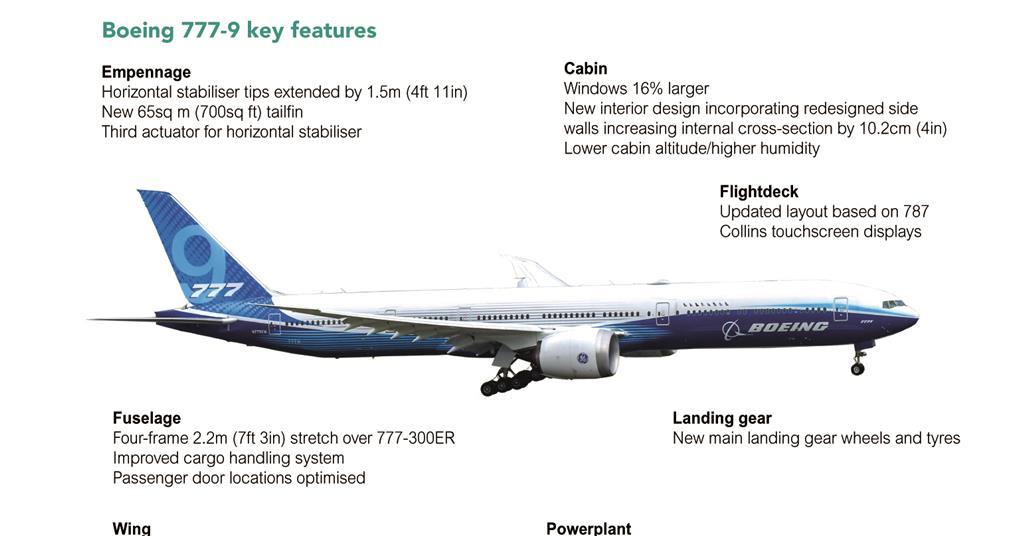 Boeing 777-9 key features
Empennage
Horizontal stabiliser tips extended by 1.5m (4ft 11in)
New 65sq m (700sq ft) tailfin
Third actuator for horizontal stabiliser
Cabin
Windows 16% larger
New interior design incorporating redesigned side
walls increasing internal cross-section by 10.2cm (4in)
Lower cabin altitude/higher humidity
Flightdeck
Updated layout based on 787
Collins touchscreen displays
9
777
BOEING
Fuselage
Four-frame 2.2m (7ft 3in) stretch over 777-300ER
Improved cargo handling system
Passenger door locations optimised
Landing gear
New main landing gear wheels and tyres
Wing
Powerplant